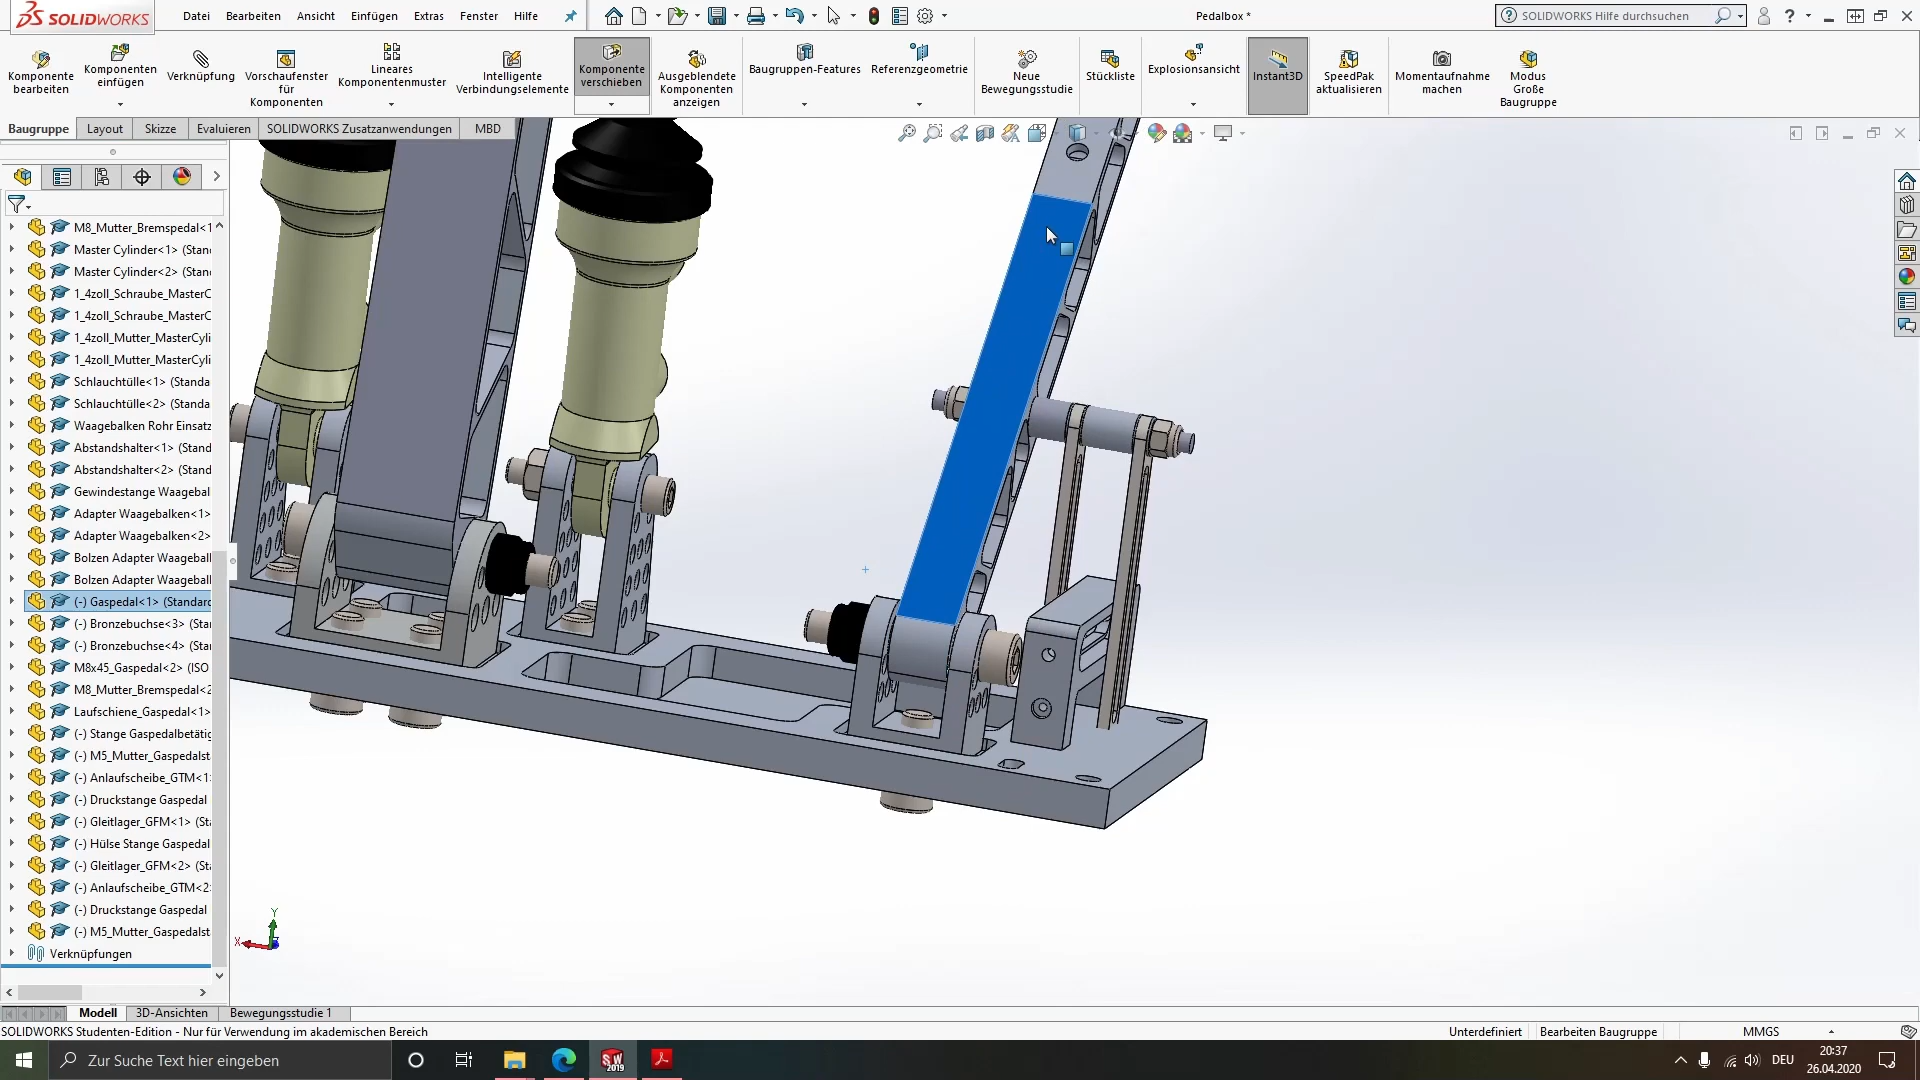 SOLIDWORKS
Datei Bearbeiten Ansicht Einfügen Extras Fenster Hilfe
Pedalbox *
SOLIDWORKS Hilfe durchsuchen
Komponente bearbeiten
Komponenten einfügen
Verknüpfung
Vorschaufenster für Komponenten
Lineares Komponentenmuster
Intelligente Verbindungselemente
Komponente verschieben
Ausgeblendete Komponenten anzeigen
Baugruppen-Features
Referenzgeometrie
Neue Bewegungsstudie
Stückliste
Explosionsansicht
Instant3D
SpeedPak aktualisieren
Momentaufnahme machen
Modus Große Baugruppe
Baugruppe Layout Skizze Evaluieren SOLIDWORKS Zusatzanwendungen MBD
M8_Mutter_Bremspedal<1
Master Cylinder<1> (Stan
Master Cylinder<2> (Stan
1_4zoll_Schraube_MasterC
1_4zoll_Schraube_MasterC
1_4zoll_Mutter_MasterCyli
1_4zoll_Mutter_MasterCyli
Schlauchtülle<1> (Standa
Schlauchtülle<2> (Standa
Waagebalken Rohr Einsatz
Abstandshalter<1> (Stand
Abstandshalter<2> (Stand
Gewindestange Waagebal
Adapter Waagebalken<1>
Adapter Waagebalken<2>
Bolzen Adapter Waagebal
Bolzen Adapter Waagebal
(-) Gaspedal<1> (Standard
(-) Bronzebuchse<3> (Sta
(-) Bronzebuchse<4> (Sta
M8x45_Gaspedal<2> (ISO
M8_Mutter_Bremspedal<2
Laufschiene_Gaspedal<1>
(-) Stange Gaspedalbetätig
(-) M5_Mutter_Gaspedalst
(-) Anlaufscheibe_GTM<1
(-) Druckstange Gaspedal
(-) Gleitlager_GFM<1> (St
(-) Hülse Stange Gaspedal
(-) Gleitlager_GFM<2> (St
(-) Anlaufscheibe_GTM<2
(-) Druckstange Gaspedal
(-) M5_Mutter_Gaspedalst
Verknüpfungen
Y
X
Modell 3D-Ansichten Bewegungsstudie 1
SOLIDWORKS Studenten-Edition - Nur für Verwendung im akademischen Bereich
Unterdefiniert Bearbeiten Baugruppe MMGS
Zur Suche Text hier eingeben
SW 2019
DEU
20:37
26.04.2020